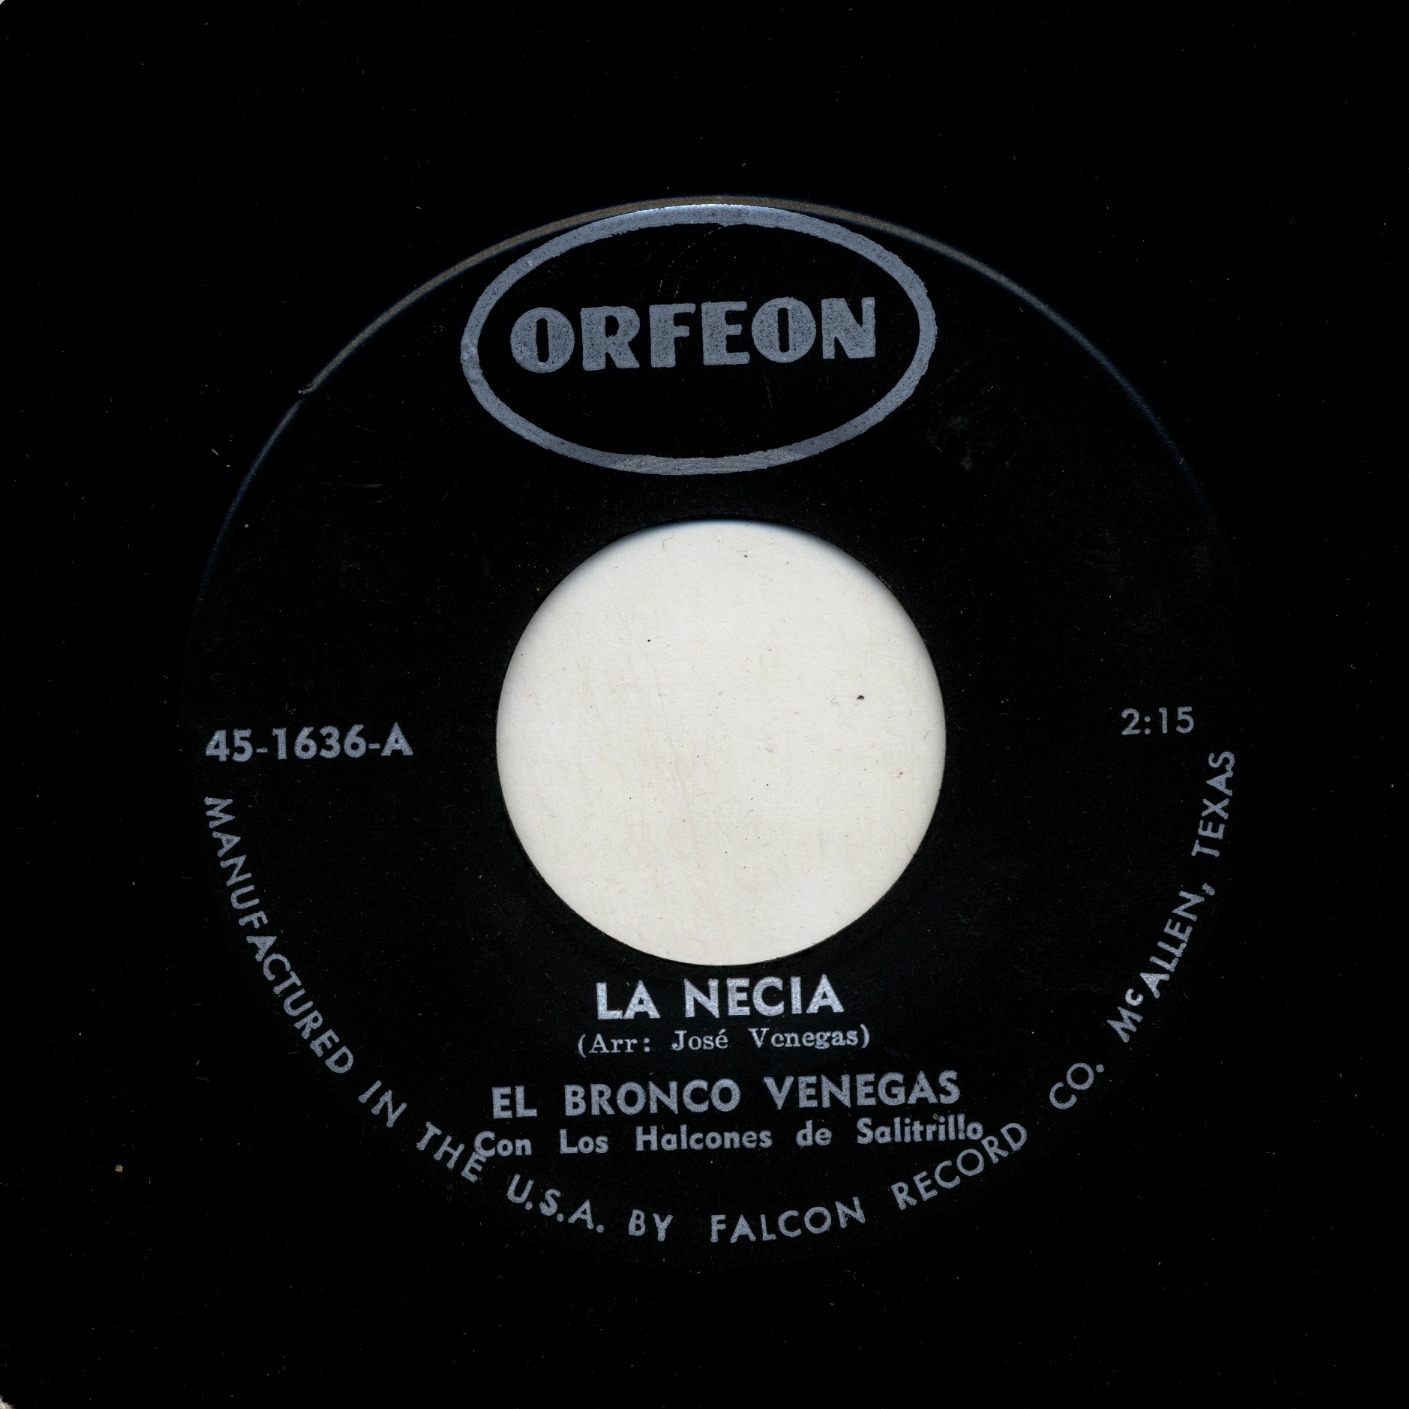 ORFEON
45-1636-A
2:15
LA NECIA
(Arr: José Venegas)
EL BRONCO VENEGAS
Con Los Halcones de Salitrillo
MANUFACTURED IN THE U.S.A. BY FALCON RECORD CO. McALLEN, TEXAS